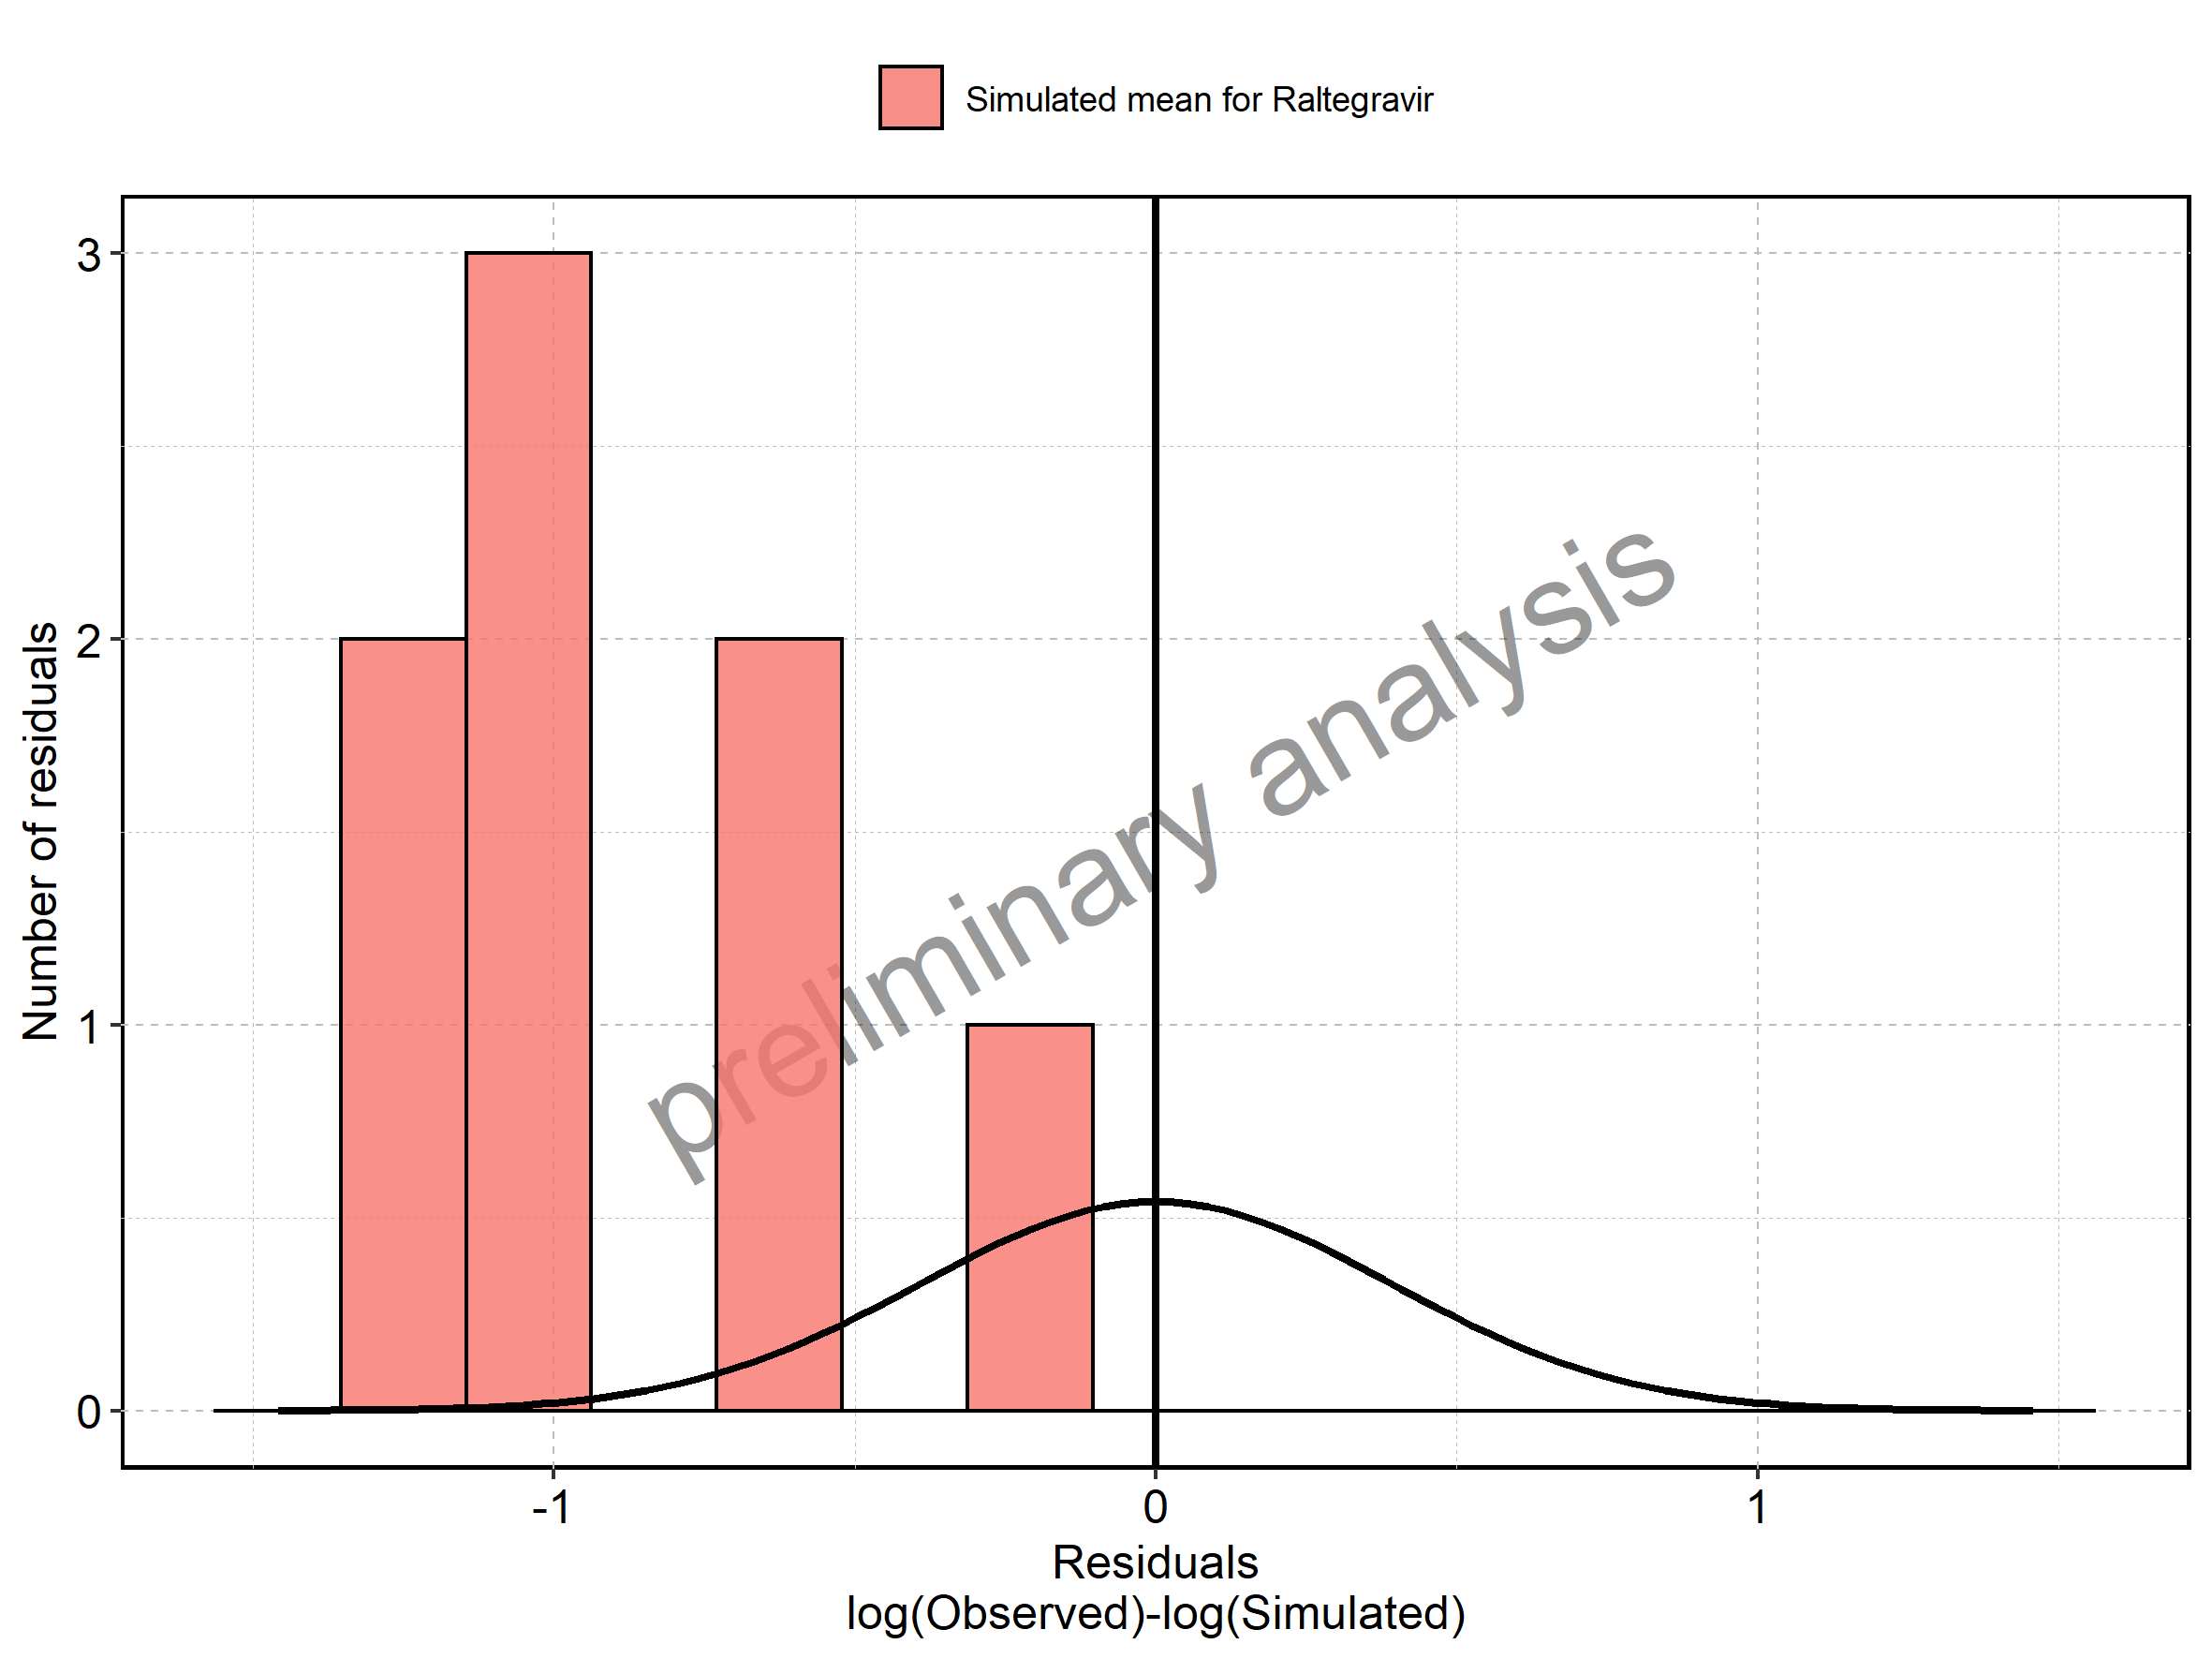 Simulated mean for Raltegravir
3
2
1
0
Number of residuals
preliminary analysis
-1
0
1
Residuals
log(Observed)-log(Simulated)